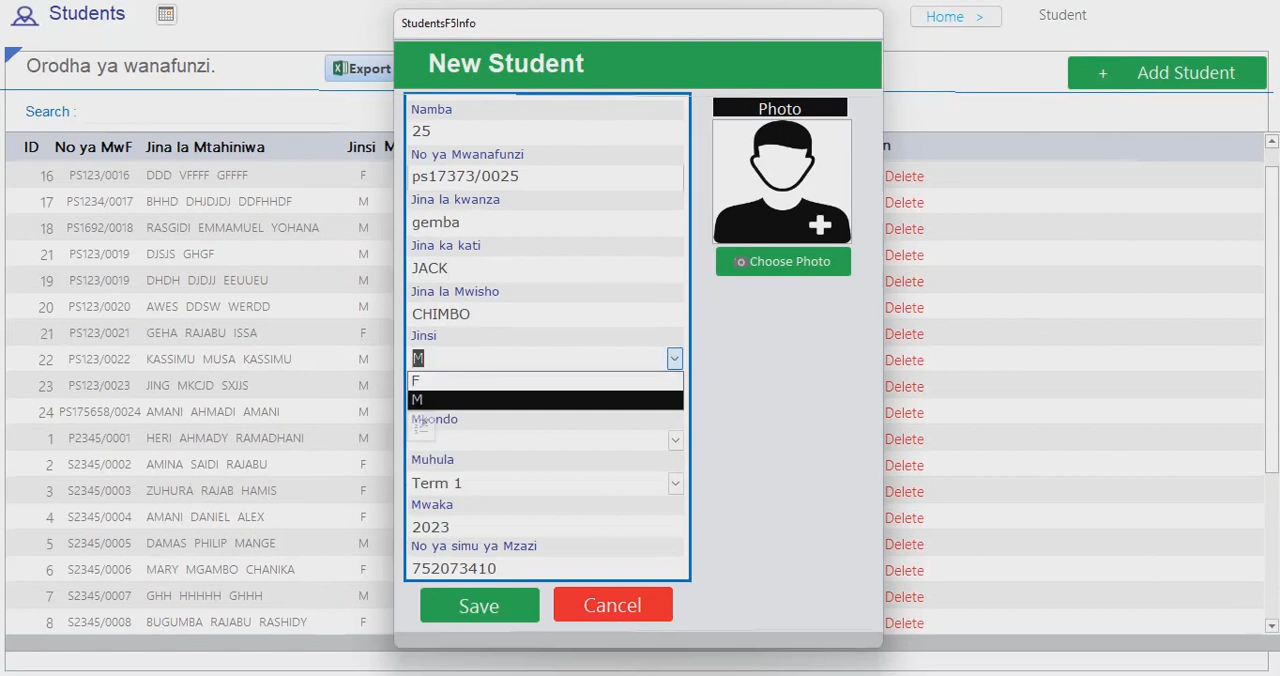 Students
Home >
Student
StudentsF5Info
New Student
Orodha ya wanafunzi.
Export
+ Add Student
Search :
ID No ya MwF Jina la Mtahiniwa Jinsi M
n
16 PS123/0016 DDD VFFFF GFFFF F Delete
17 PS1234/0017 BHHD DHJDJDJ DDFHHDF M Delete
18 PS1692/0018 RASGIDI EMMAMUEL YOHANA M Delete
21 PS123/0019 DJSJS GHGF M Delete
19 PS123/0019 DHDH DJDJJ EEUUEU M Delete
20 PS123/0020 AWES DDSW WERDD M Delete
21 PS123/0021 GEHA RAJABU ISSA F Delete
22 PS123/0022 KASSIMU MUSA KASSIMU M Delete
23 PS123/0023 JING MKCJD SXJJS M Delete
24 PS175658/0024 AMANI AHMADI AMANI M Delete
1 P2345/0001 HERI AHMADY RAMADHANI M Delete
2 S2345/0002 AMINA SAIDI RAJABU F Delete
3 S2345/0003 ZUHURA RAJAB HAMIS F Delete
4 S2345/0004 AMANI DANIEL ALEX F Delete
5 S2345/0005 DAMAS PHILIP MANGE M Delete
6 S2345/0006 MARY MGAMBO CHANIKA F Delete
7 S2345/0007 GHH HHHHH GHHH M Delete
8 S2345/0008 BUGUMBA RAJABU RASHIDY F Delete
Namba
25
No ya Mwanafunzi
ps17373/0025
Jina la kwanza
gemba
Jina ka kati
JACK
Jina la Mwisho
CHIMBO
Jinsi
M
F
M
Mkondo
Muhula
Term 1
Mwaka
2023
No ya simu ya Mzazi
752073410
Save
Cancel
Photo
Choose Photo